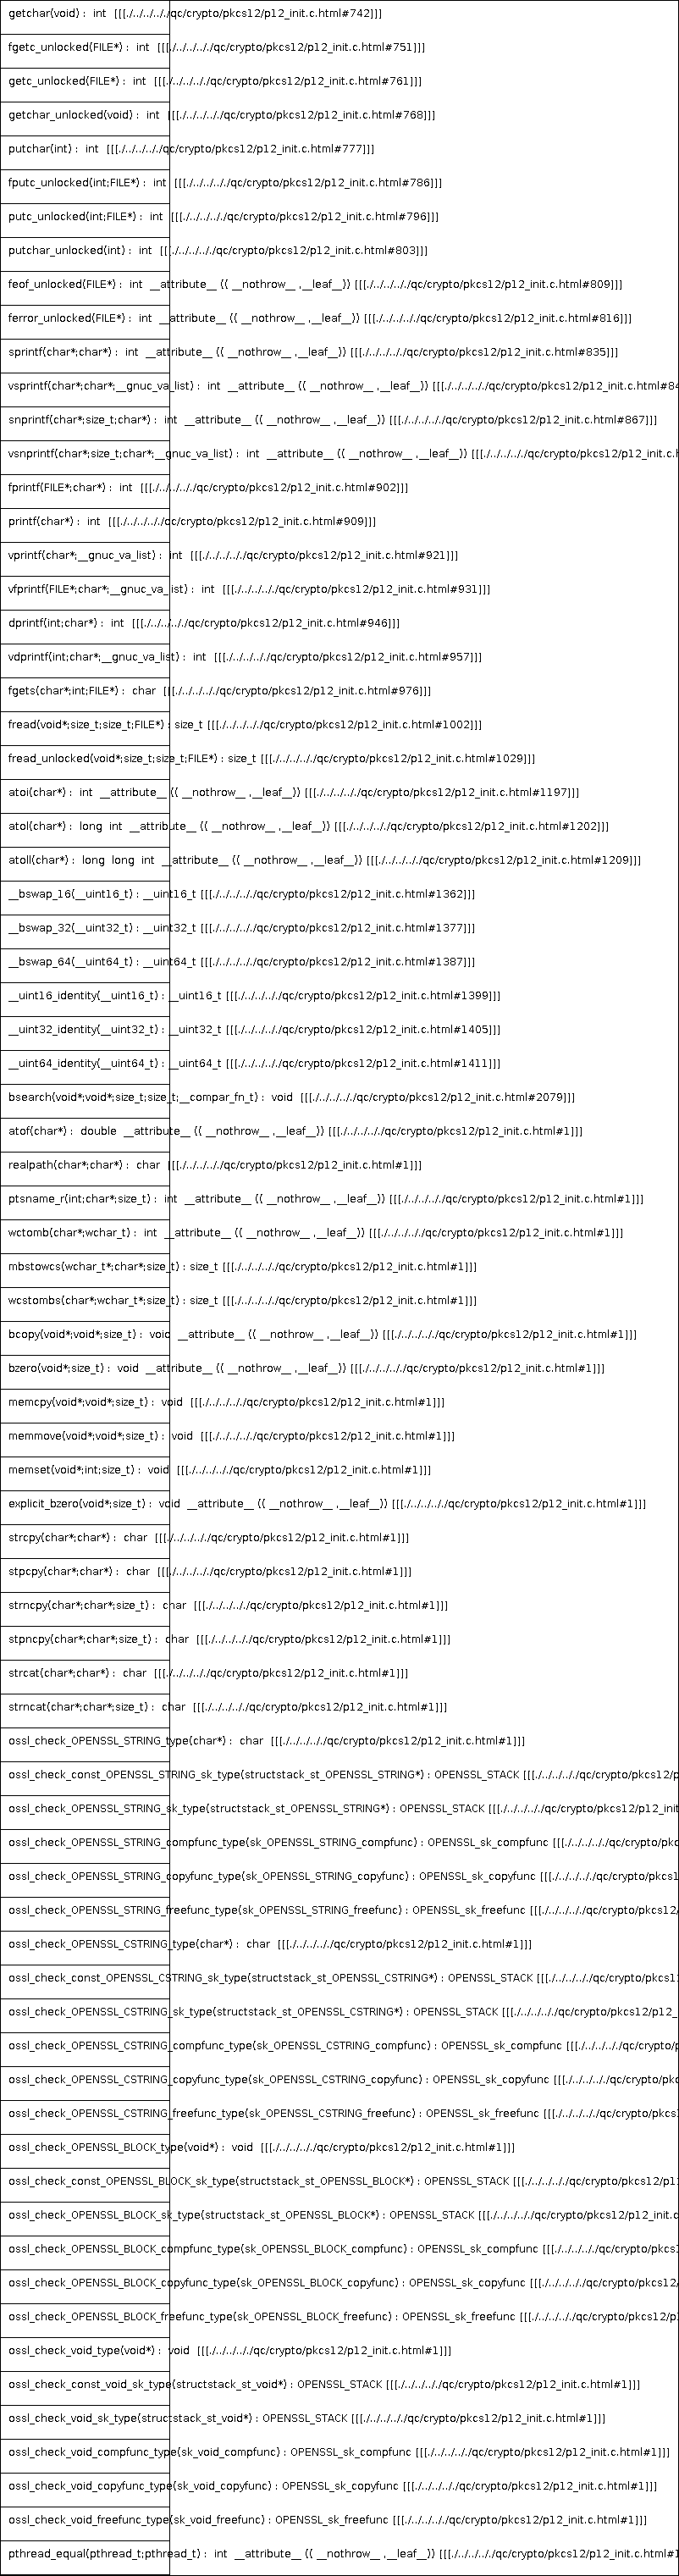 getchar(void) : int [[[./../../././qc/crypto/pkcs12/p12_init.c.html#742]]]
fgetc_unlocked(FILE*) : int [[[./../../././qc/crypto/pkcs12/p12_init.c.html#751]]]
getc_unlocked(FILE*) : int [[[./../../././qc/crypto/pkcs12/p12_init.c.html#761]]]
getchar_unlocked(void) : int [[[./../../././qc/crypto/pkcs12/p12_init.c.html#768]]]
putchar(int) : int [[[./../../././qc/crypto/pkcs12/p12_init.c.html#777]]]
fputc_unlocked(int;FILE*) : int [[[./../../././qc/crypto/pkcs12/p12_init.c.html#786]]]
putc_unlocked(int;FILE*) : int [[[./../../././qc/crypto/pkcs12/p12_init.c.html#796]]]
putchar_unlocked(int) : int [[[./../../././qc/crypto/pkcs12/p12_init.c.html#803]]]
feof_unlocked(FILE*) : int __attribute__ (( __nothrow__ ,__leaf__)) [[[./../../././qc/crypto/pkcs12/p12_init.c.html#809]]]
ferror_unlocked(FILE*) : int __attribute__ (( __nothrow__ ,__leaf__)) [[[./../../././qc/crypto/pkcs12/p12_init.c.html#816]]]
sprintf(char*;char*) : int __attribute__ (( __nothrow__ ,__leaf__)) [[[./../../././qc/crypto/pkcs12/p12_init.c.html#835]]]
vsprintf(char*;char*;__gnuc_va_list) : int __attribute__ (( __nothrow__ ,__leaf__)) [[[./../../././qc/crypto/pkcs12/p12_init.c.html#84
snprintf(char*;size_t;char*) : int __attribute__ (( __nothrow__ ,__leaf__)) [[[./../../././qc/crypto/pkcs12/p12_init.c.html#867]]]
vsnprintf(char*;size_t;char*;__gnuc_va_list) : int __attribute__ (( __nothrow__ ,__leaf__)) [[[./../../././qc/crypto/pkcs12/p12_init.c.h
fprintf(FILE*;char*) : int [[[./../../././qc/crypto/pkcs12/p12_init.c.html#902]]]
printf(char*) : int [[[./../../././qc/crypto/pkcs12/p12_init.c.html#909]]]
vprintf(char*;__gnuc_va_list) : int [[[./../../././qc/crypto/pkcs12/p12_init.c.html#921]]]
vfprintf(FILE*;char*;__gnuc_va_list) : int [[[./../../././qc/crypto/pkcs12/p12_init.c.html#931]]]
dprintf(int;char*) : int [[[./../../././qc/crypto/pkcs12/p12_init.c.html#946]]]
vdprintf(int;char*;__gnuc_va_list) : int [[[./../../././qc/crypto/pkcs12/p12_init.c.html#957]]]
fgets(char*;int;FILE*) : char [[[./../../././qc/crypto/pkcs12/p12_init.c.html#976]]]
fread(void*;size_t;size_t;FILE*) : size_t [[[./../../././qc/crypto/pkcs12/p12_init.c.html#1002]]]
fread_unlocked(void*;size_t;size_t;FILE*) : size_t [[[./../../././qc/crypto/pkcs12/p12_init.c.html#1029]]]
atoi(char*) : int __attribute__ (( __nothrow__ ,__leaf__)) [[[./../../././qc/crypto/pkcs12/p12_init.c.html#1197]]]
atol(char*) : long int __attribute__ (( __nothrow__ ,__leaf__)) [[[./../../././qc/crypto/pkcs12/p12_init.c.html#1202]]]
atoll(char*) : long long int __attribute__ (( __nothrow__ ,__leaf__)) [[[./../../././qc/crypto/pkcs12/p12_init.c.html#1209]]]
__bswap_16(__uint16_t) : __uint16_t [[[./../../././qc/crypto/pkcs12/p12_init.c.html#1362]]]
__bswap_32(__uint32_t) : __uint32_t [[[./../../././qc/crypto/pkcs12/p12_init.c.html#1377]]]
__bswap_64(__uint64_t) : __uint64_t [[[./../../././qc/crypto/pkcs12/p12_init.c.html#1387]]]
__uint16_identity(__uint16_t) : __uint16_t [[[./../../././qc/crypto/pkcs12/p12_init.c.html#1399]]]
__uint32_identity(__uint32_t) : __uint32_t [[[./../../././qc/crypto/pkcs12/p12_init.c.html#1405]]]
__uint64_identity(__uint64_t) : __uint64_t [[[./../../././qc/crypto/pkcs12/p12_init.c.html#1411]]]
bsearch(void*;void*;size_t;size_t;__compar_fn_t) : void [[[./../../././qc/crypto/pkcs12/p12_init.c.html#2079]]]
atof(char*) : double __attribute__ (( __nothrow__ ,__leaf__)) [[[./../../././qc/crypto/pkcs12/p12_init.c.html#1]]]
realpath(char*;char*) : char [[[./../../././qc/crypto/pkcs12/p12_init.c.html#1]]]
ptsname_r(int;char*;size_t) : int __attribute__ (( __nothrow__ ,__leaf__)) [[[./../../././qc/crypto/pkcs12/p12_init.c.html#1]]]
wctomb(char*;wchar_t) : int __attribute__ (( __nothrow__ ,__leaf__)) [[[./../../././qc/crypto/pkcs12/p12_init.c.html#1]]]
mbstowcs(wchar_t*;char*;size_t) : size_t [[[./../../././qc/crypto/pkcs12/p12_init.c.html#1]]]
wcstombs(char*;wchar_t*;size_t) : size_t [[[./../../././qc/crypto/pkcs12/p12_init.c.html#1]]]
bcopy(void*;void*;size_t) : void __attribute__ (( __nothrow__ ,__leaf__)) [[[./../../././qc/crypto/pkcs12/p12_init.c.html#1]]]
bzero(void*;size_t) : void __attribute__ (( __nothrow__ ,__leaf__)) [[[./../../././qc/crypto/pkcs12/p12_init.c.html#1]]]
memcpy(void*;void*;size_t) : void [[[./../../././qc/crypto/pkcs12/p12_init.c.html#1]]]
memmove(void*;void*;size_t) : void [[[./../../././qc/crypto/pkcs12/p12_init.c.html#1]]]
memset(void*;int;size_t) : void [[[./../../././qc/crypto/pkcs12/p12_init.c.html#1]]]
explicit_bzero(void*;size_t) : void __attribute__ (( __nothrow__ ,__leaf__)) [[[./../../././qc/crypto/pkcs12/p12_init.c.html#1]]]
strcpy(char*;char*) : char [[[./../../././qc/crypto/pkcs12/p12_init.c.html#1]]]
stpcpy(char*;char*) : char [[[./../../././qc/crypto/pkcs12/p12_init.c.html#1]]]
strncpy(char*;char*;size_t) : char [[[./../../././qc/crypto/pkcs12/p12_init.c.html#1]]]
stpncpy(char*;char*;size_t) : char [[[./../../././qc/crypto/pkcs12/p12_init.c.html#1]]]
strcat(char*;char*) : char [[[./../../././qc/crypto/pkcs12/p12_init.c.html#1]]]
strncat(char*;char*;size_t) : char [[[./../../././qc/crypto/pkcs12/p12_init.c.html#1]]]
ossl_check_OPENSSL_STRING_type(char*) : char [[[./../../././qc/crypto/pkcs12/p12_init.c.html#1]]]
ossl_check_const_OPENSSL_STRING_sk_type(structstack_st_OPENSSL_STRING*) : OPENSSL_STACK [[[./../../././qc/crypto/pkcs12/p
ossl_check_OPENSSL_STRING_sk_type(structstack_st_OPENSSL_STRING*) : OPENSSL_STACK [[[./../../././qc/crypto/pkcs12/p12_init
ossl_check_OPENSSL_STRING_compfunc_type(sk_OPENSSL_STRING_compfunc) : OPENSSL_sk_compfunc [[[./../../././qc/crypto/pkc
ossl_check_OPENSSL_STRING_copyfunc_type(sk_OPENSSL_STRING_copyfunc) : OPENSSL_sk_copyfunc [[[./../../././qc/crypto/pkcs1
ossl_check_OPENSSL_STRING_freefunc_type(sk_OPENSSL_STRING_freefunc) : OPENSSL_sk_freefunc [[[./../../././qc/crypto/pkcs12/
ossl_check_OPENSSL_CSTRING_type(char*) : char [[[./../../././qc/crypto/pkcs12/p12_init.c.html#1]]]
ossl_check_const_OPENSSL_CSTRING_sk_type(structstack_st_OPENSSL_CSTRING*) : OPENSSL_STACK [[[./../../././qc/crypto/pkcs1
ossl_check_OPENSSL_CSTRING_sk_type(structstack_st_OPENSSL_CSTRING*) : OPENSSL_STACK [[[./../../././qc/crypto/pkcs12/p12_
ossl_check_OPENSSL_CSTRING_compfunc_type(sk_OPENSSL_CSTRING_compfunc) : OPENSSL_sk_compfunc [[[./../../././qc/crypto/p
ossl_check_OPENSSL_CSTRING_copyfunc_type(sk_OPENSSL_CSTRING_copyfunc) : OPENSSL_sk_copyfunc [[[./../../././qc/crypto/pkc
ossl_check_OPENSSL_CSTRING_freefunc_type(sk_OPENSSL_CSTRING_freefunc) : OPENSSL_sk_freefunc [[[./../../././qc/crypto/pkcs1
ossl_check_OPENSSL_BLOCK_type(void*) : void [[[./../../././qc/crypto/pkcs12/p12_init.c.html#1]]]
ossl_check_const_OPENSSL_BLOCK_sk_type(structstack_st_OPENSSL_BLOCK*) : OPENSSL_STACK [[[./../../././qc/crypto/pkcs12/p1
ossl_check_OPENSSL_BLOCK_sk_type(structstack_st_OPENSSL_BLOCK*) : OPENSSL_STACK [[[./../../././qc/crypto/pkcs12/p12_init.c
ossl_check_OPENSSL_BLOCK_compfunc_type(sk_OPENSSL_BLOCK_compfunc) : OPENSSL_sk_compfunc [[[./../../././qc/crypto/pkcs1
ossl_check_OPENSSL_BLOCK_copyfunc_type(sk_OPENSSL_BLOCK_copyfunc) : OPENSSL_sk_copyfunc [[[./../../././qc/crypto/pkcs12/
ossl_check_OPENSSL_BLOCK_freefunc_type(sk_OPENSSL_BLOCK_freefunc) : OPENSSL_sk_freefunc [[[./../../././qc/crypto/pkcs12/p1
ossl_check_void_type(void*) : void [[[./../../././qc/crypto/pkcs12/p12_init.c.html#1]]]
ossl_check_const_void_sk_type(structstack_st_void*) : OPENSSL_STACK [[[./../../././qc/crypto/pkcs12/p12_init.c.html#1]]]
ossl_check_void_sk_type(structstack_st_void*) : OPENSSL_STACK [[[./../../././qc/crypto/pkcs12/p12_init.c.html#1]]]
ossl_check_void_compfunc_type(sk_void_compfunc) : OPENSSL_sk_compfunc [[[./../../././qc/crypto/pkcs12/p12_init.c.html#1]]]
ossl_check_void_copyfunc_type(sk_void_copyfunc) : OPENSSL_sk_copyfunc [[[./../../././qc/crypto/pkcs12/p12_init.c.html#1]]]
ossl_check_void_freefunc_type(sk_void_freefunc) : OPENSSL_sk_freefunc [[[./../../././qc/crypto/pkcs12/p12_init.c.html#1]]]
pthread_equal(pthread_t;pthread_t) : int __attribute__ (( __nothrow__ ,__leaf__)) [[[./../../././qc/crypto/pkcs12/p12_init.c.html#1